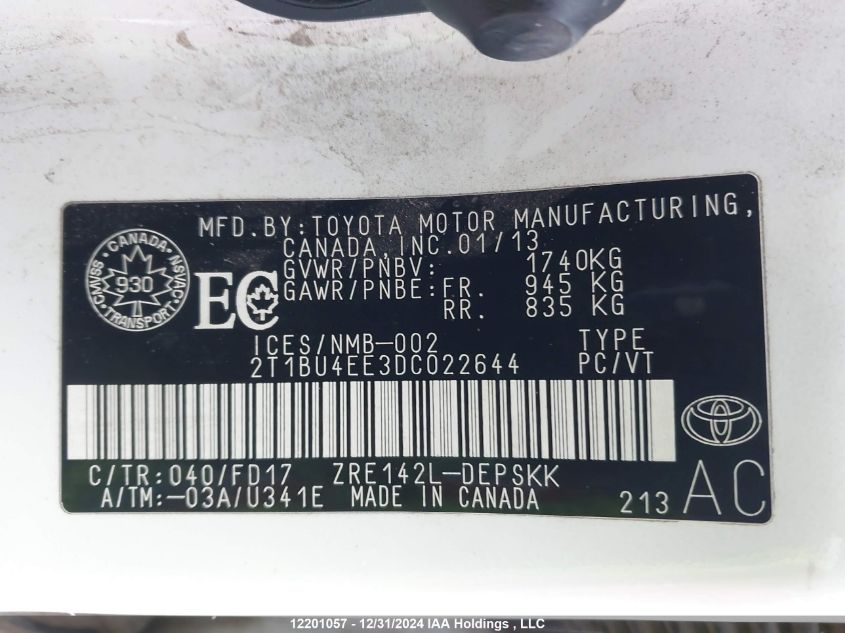 MFD.BY:TOYOTA MOTOR MANUFACTURING,
CANADA,INC.01/13
GVWR/PNBV: 1740KG
GAWR/PNBE:FR. 945 KG
RR. 835 KG
CANADA
CMVSS 930 NSVAC
TRANSPORT
EC
ICES/NMB-002 TYPE
2T1BU4EE3DC022644 PC/VT
C/TR:040/FD17 ZRE142L-DEPSKK
A/TM:-03A/U341E MADE IN CANADA 213 AC
12201057 - 12/31/2024 IAA Holdings , LLC